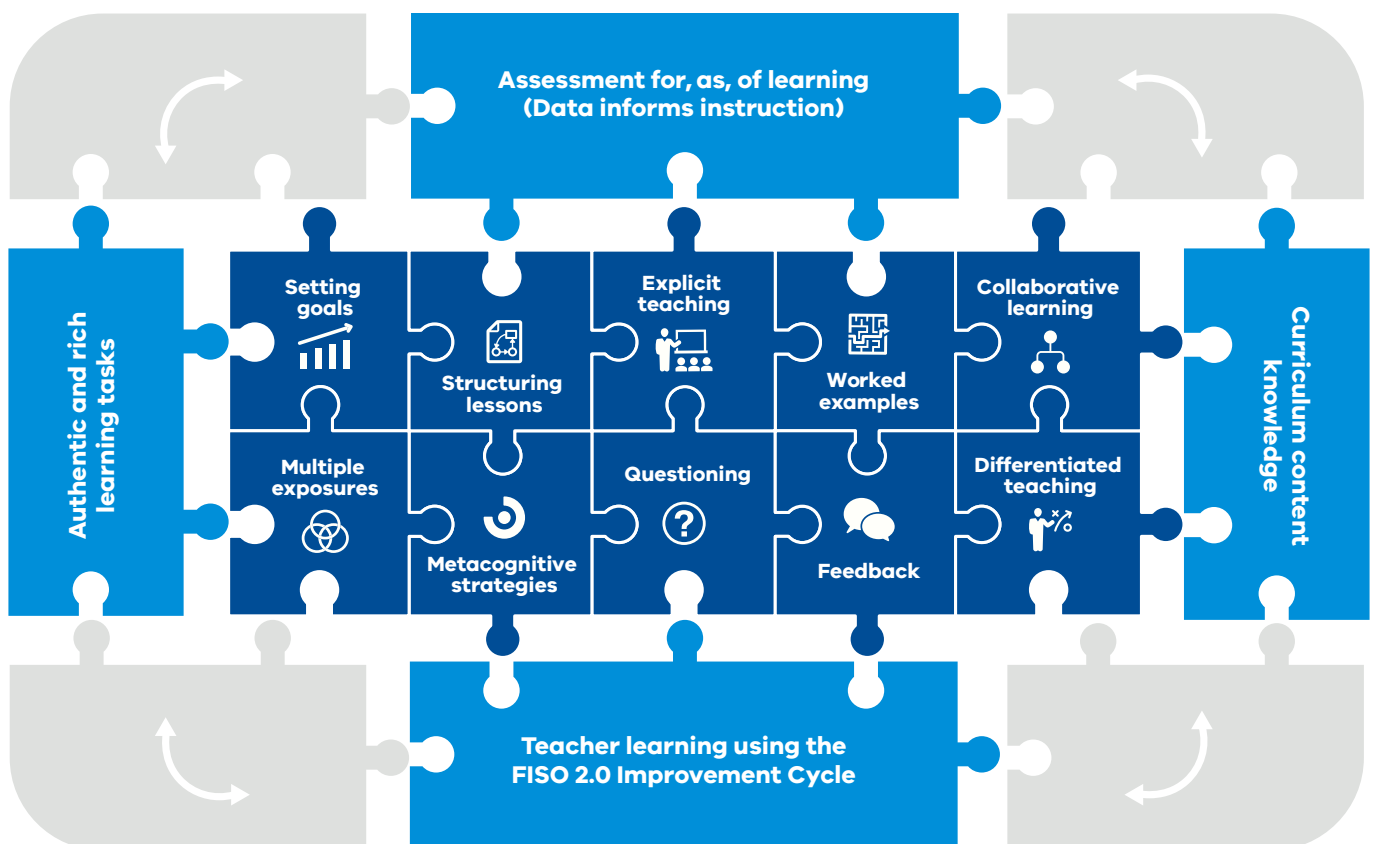 Assessment for, as, of learning
(Data informs instruction)
Authentic and rich
learning tasks
Setting
goals
Structuring
lessons
Explicit
teaching
Worked
examples
Collaborative
learning
Multiple
exposures
Metacognitive
strategies
Questioning
?
Feedback
Differentiated
teaching
Curriculum content
knowledge
Teacher learning using the
FISO 2.0 Improvement Cycle